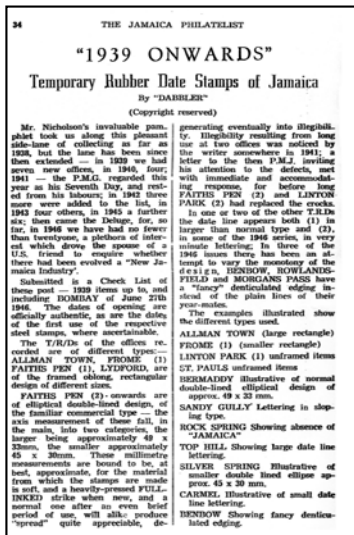 34 THE JAMAICA PHILATELIST
"1939 ONWARDS"
Temporary Rubber Date Stamps of Jamaica
By "DABBLER"
(Copyright reserved)
Mr. Nicholson's invaluable pam-
phlet took us along this pleasant
side-lane of collecting as far as
1938, but the lane has been since
then extended — in 1939 we had
seven new offices, in 1940, four;
1941 — the P.M.G. regarded this
year as his Seventh Day, and rest-
ed from his labours; in 1942 three
more were added to the list, in
1943 four others, in 1945 a further
six; then came the Deluge, for, so
far, in 1946 we have had no fewer
than twentyone, a plethora of inter-
est which drove the spouse of a
U.S. friend to enquire whether
there had been evolved a "New Ja-
maica Industry'.
Submitted is a Check List of
these post — 1939 items up to, and
including BOMBAY of June 27th
1946. The dates of opening are
officially authentic, as are the dates
of the first use of the respective
steel stamps, where ascertainable.
The T/R/Ds of the offices re-
corded are of different types:—
ALLMAN TOWN, FROME (1)
FAITHS PEN (1), LYDFORD, are
of the framed oblong, rectangular
design of different sizes.
FAITHS PEN (2) - onwards are
of elliptical double-lined design, of
the familiar commercial type — the
axis measurement of these fall, in
the main, into two categories, the
larger being approximately 49 x
33mm, the smaller approximately
45 x 30mm. These millimetre
measurements are bound to be, at
best, approximate, for the material
from which the stamps are made
is soft, and a heavily-pressed FULL-
INKED strike when new, and a
normal one after an even brief
period of use, will alike produce
"spread" quite appreciable, de-
generating eventually into illegibili-
ty. Illegibility resulting from long
use at two offices was noticed by
the writer somewhere in 1941; a
letter to the then P.M.J. inviting
his attention to the defects, met
with immediate and accommodat-
ing response, for before long
FAITHS PEN (2) and LINTON
PARK (2) had replaced the crocks.
In one or two of the other T.R.Ds
the date line appears both (1) in
larger than normal type and (2),
in some of the 1946 series, in very
minute lettering; In three of the
1946 issues there has been an at-
tempt to vary the monotony of the
design, BENBOW, ROWLANDS-
FIELD and MORGANS PASS have
a "fancy" denticulated edging in-
stead of the plain lines of their
year-mates.
The examples illustrated show
the different types used.
ALLMAN TOWN (large rectangle)
FROME (1) (smaller rectangle)
LINTON PARK (1) unframed items
ST. PAULS unframed items
BERMADDY illustrative of normal
double-lined elliptical design of
approx. 49 x 33 mm.
SANDY GULLY Lettering in slop-
ing type.
ROCK SPRING Showing absence of
"JAMAICA"
TOP HILL Showing large date line
lettering.
SILVER SPRING Illustrative of
smaller double lined ellipse ap-
prox. 45 x 30 mm.
CARMEL Illustrative of small date
line lettering.
BENBOW Showing fancy denticu-
lated edging.